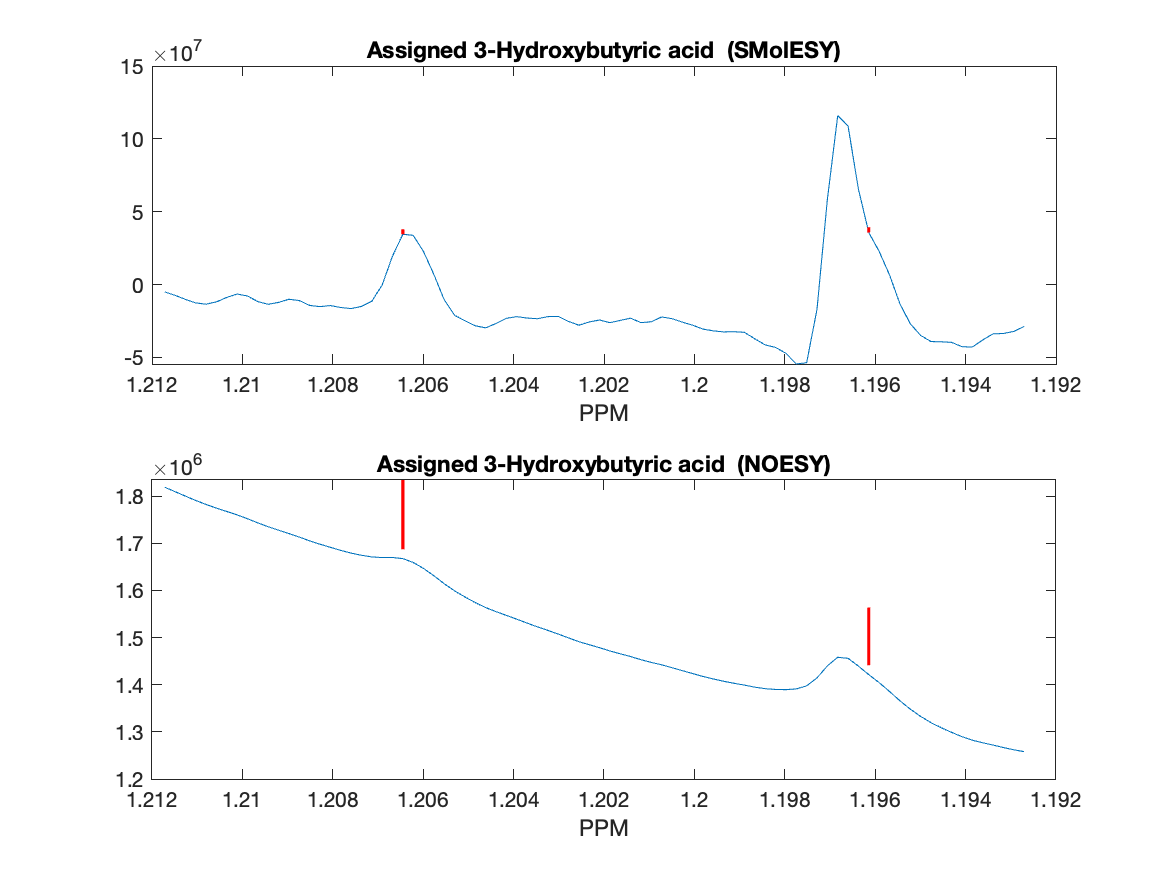 Assigned 3-Hydroxybutyric acid (SMolESY)
×10^7
15
10
5
0
-5
1.212 1.21 1.208 1.206 1.204 1.202 1.2 1.198 1.196 1.194 1.192
PPM
Assigned 3-Hydroxybutyric acid (NOESY)
×10^6
1.8
1.7
1.6
1.5
1.4
1.3
1.2
1.212 1.21 1.208 1.206 1.204 1.202 1.2 1.198 1.196 1.194 1.192
PPM